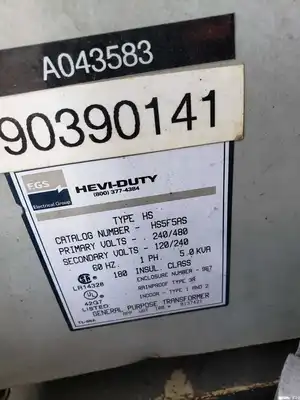 A043583
90390141
EGS
Electrical Group
HEVI-DUTY
(800) 377-4384
TYPE HS
CATALOG NUMBER - HS5F5AS
PRIMARY VOLTS - 240/480
SECONDARY VOLTS - 120/240
60 HZ. 1 PH. 5.0 KVA
180 INSUL. CLASS
LR14328
ENCLOSURE NUMBER - 967
RAINPROOF TYPE 3R
42G7
LISTED
INDOOR - TYPE 1 AND 2
GENERAL PURPOSE TRANSFORMER